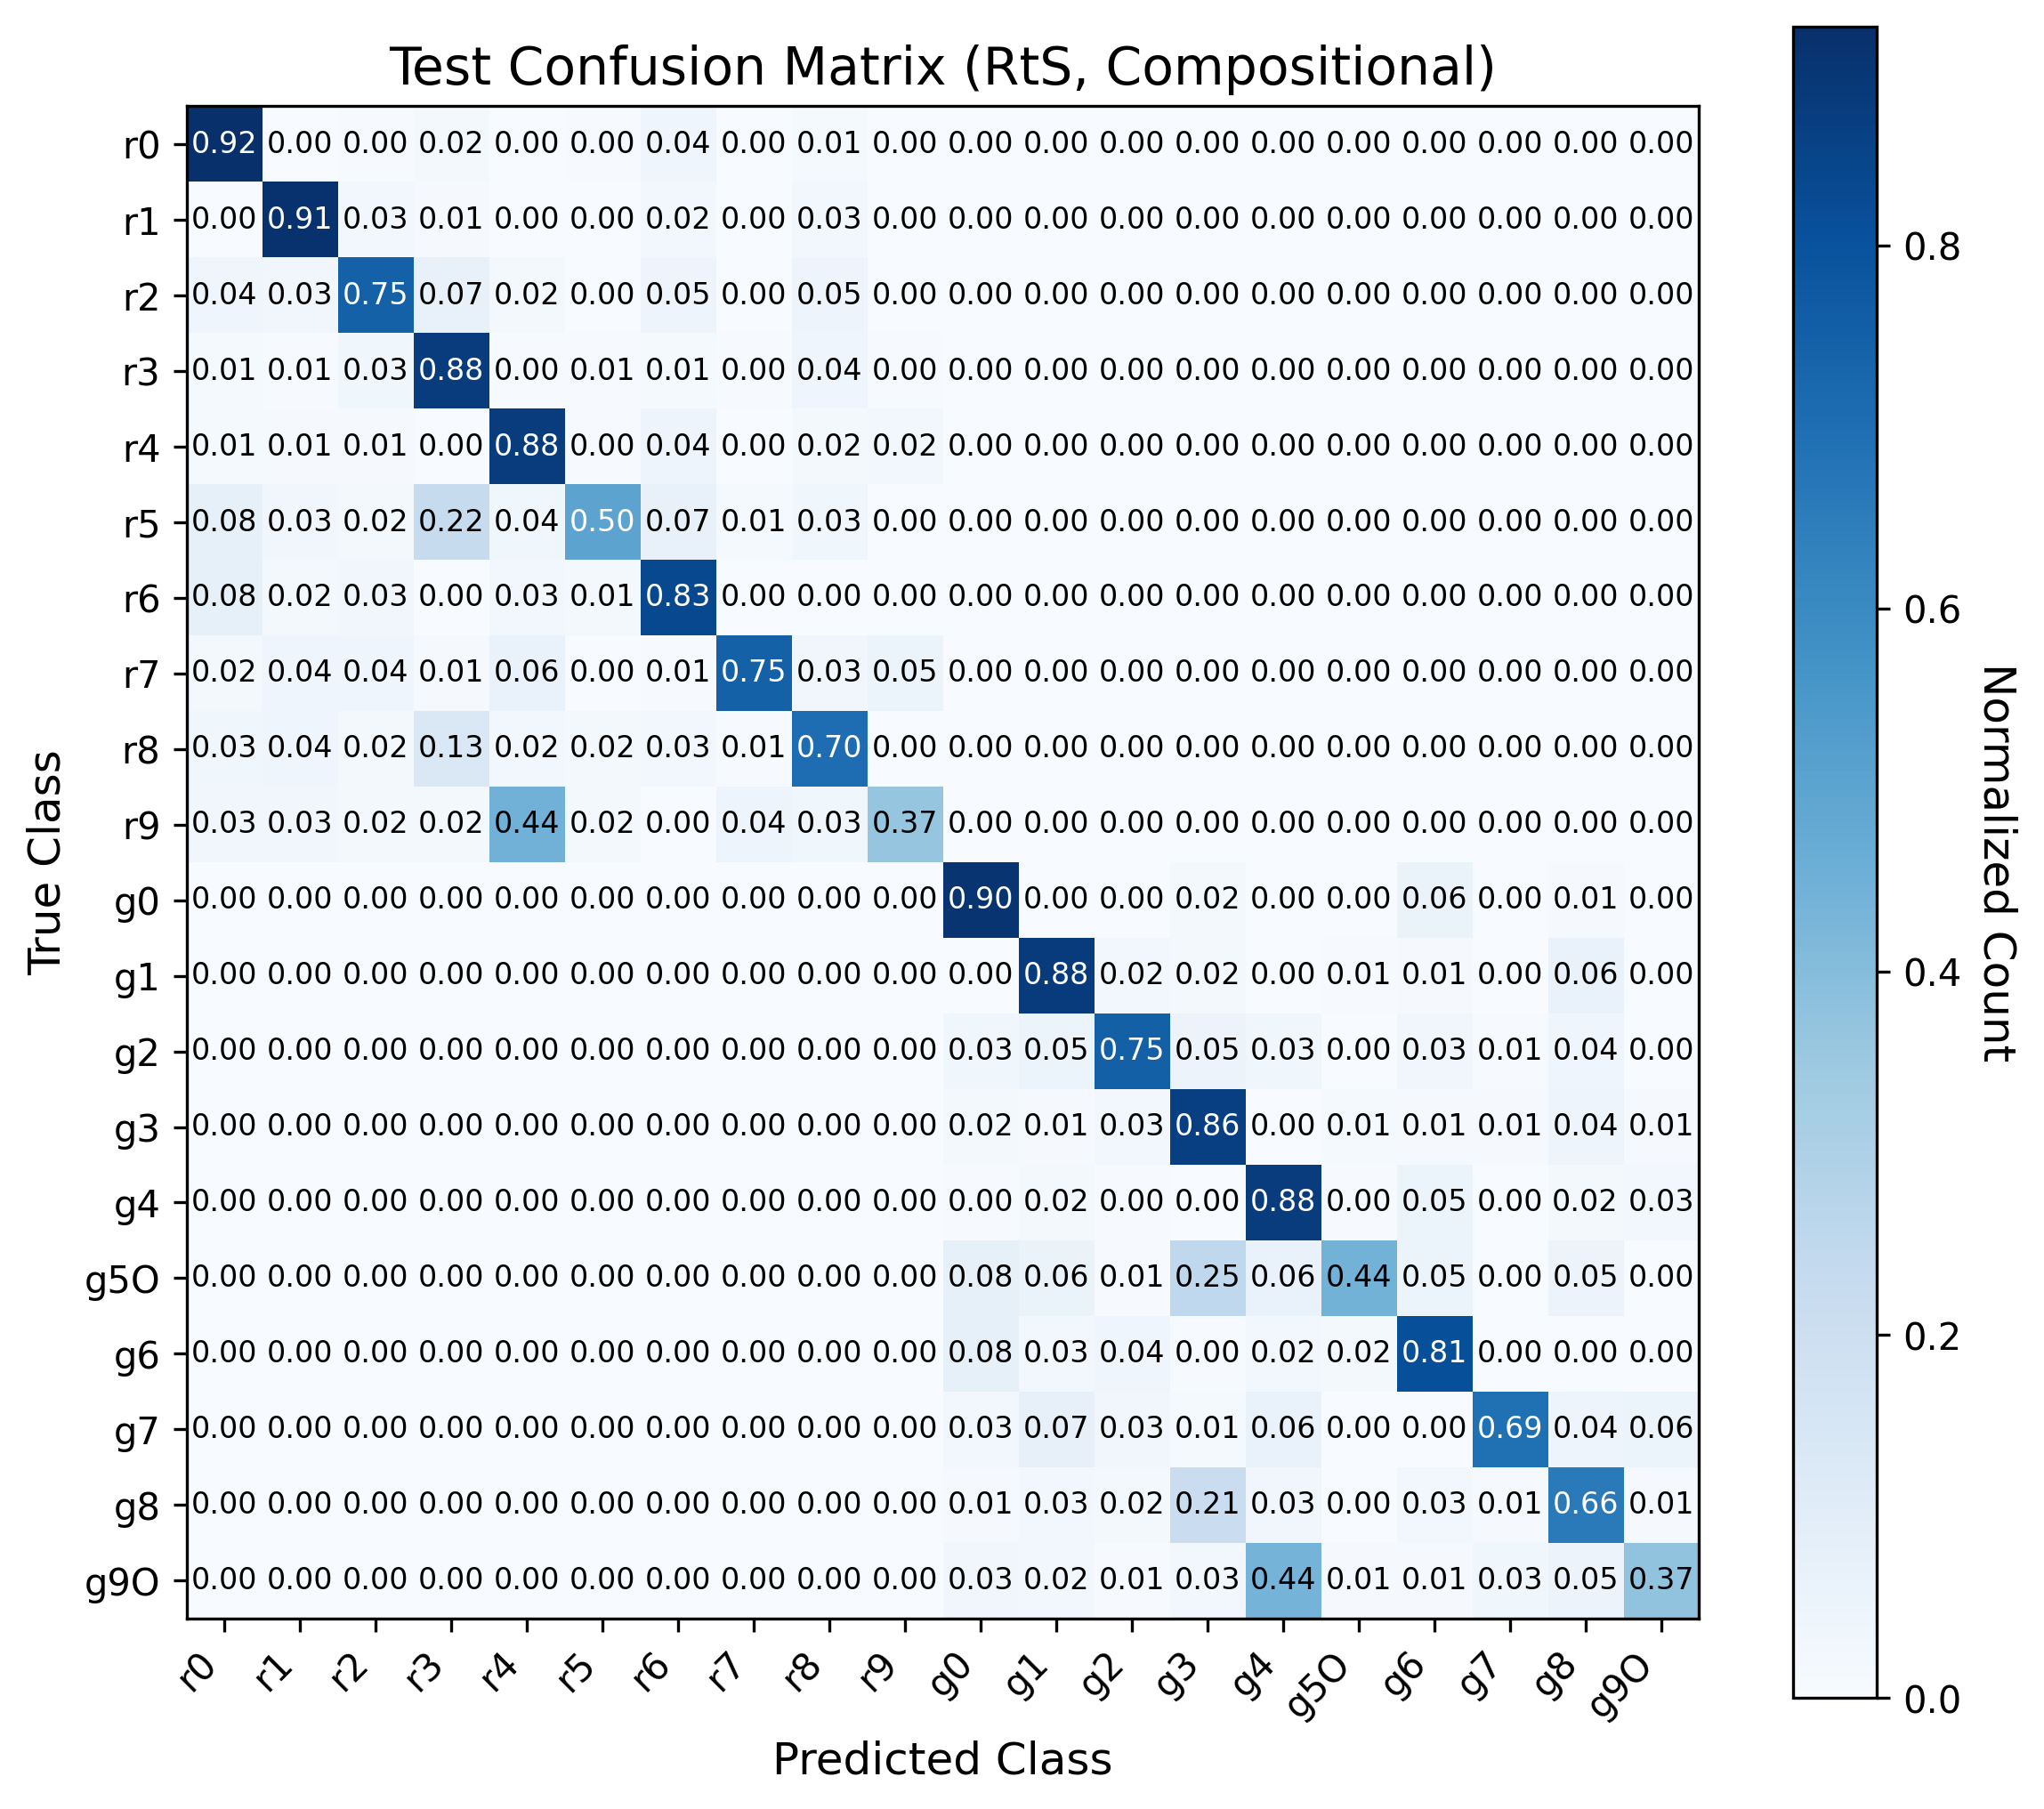 Test Confusion Matrix (RtS, Compositional)
r0 0.92 0.00 0.00 0.02 0.00 0.00 0.04 0.00 0.01 0.00 0.00 0.00 0.00 0.00 0.00 0.00 0.00 0.00 0.00 0.00
r1 0.00 0.91 0.03 0.01 0.00 0.00 0.02 0.00 0.03 0.00 0.00 0.00 0.00 0.00 0.00 0.00 0.00 0.00 0.00 0.00
r2 0.04 0.03 0.75 0.07 0.02 0.00 0.05 0.00 0.05 0.00 0.00 0.00 0.00 0.00 0.00 0.00 0.00 0.00 0.00 0.00
r3 0.01 0.01 0.03 0.88 0.00 0.01 0.01 0.00 0.04 0.00 0.00 0.00 0.00 0.00 0.00 0.00 0.00 0.00 0.00 0.00
r4 0.01 0.01 0.01 0.00 0.88 0.00 0.04 0.00 0.02 0.02 0.00 0.00 0.00 0.00 0.00 0.00 0.00 0.00 0.00 0.00
r5 0.08 0.03 0.02 0.22 0.04 0.50 0.07 0.01 0.03 0.00 0.00 0.00 0.00 0.00 0.00 0.00 0.00 0.00 0.00 0.00
r6 0.08 0.02 0.03 0.00 0.03 0.01 0.83 0.00 0.00 0.00 0.00 0.00 0.00 0.00 0.00 0.00 0.00 0.00 0.00 0.00
r7 0.02 0.04 0.04 0.01 0.06 0.00 0.01 0.75 0.03 0.05 0.00 0.00 0.00 0.00 0.00 0.00 0.00 0.00 0.00 0.00
r8 0.03 0.04 0.02 0.13 0.02 0.02 0.03 0.01 0.70 0.00 0.00 0.00 0.00 0.00 0.00 0.00 0.00 0.00 0.00 0.00
r9 0.03 0.03 0.02 0.02 0.44 0.02 0.00 0.04 0.03 0.37 0.00 0.00 0.00 0.00 0.00 0.00 0.00 0.00 0.00 0.00
g0 0.00 0.00 0.00 0.00 0.00 0.00 0.00 0.00 0.00 0.00 0.90 0.00 0.00 0.02 0.00 0.00 0.06 0.00 0.01 0.00
g1 0.00 0.00 0.00 0.00 0.00 0.00 0.00 0.00 0.00 0.00 0.00 0.88 0.02 0.02 0.00 0.01 0.01 0.00 0.06 0.00
g2 0.00 0.00 0.00 0.00 0.00 0.00 0.00 0.00 0.00 0.00 0.03 0.05 0.75 0.05 0.03 0.00 0.03 0.01 0.04 0.00
g3 0.00 0.00 0.00 0.00 0.00 0.00 0.00 0.00 0.00 0.00 0.02 0.01 0.03 0.86 0.00 0.01 0.01 0.01 0.04 0.01
g4 0.00 0.00 0.00 0.00 0.00 0.00 0.00 0.00 0.00 0.00 0.00 0.02 0.00 0.00 0.88 0.00 0.05 0.00 0.02 0.03
g5O 0.00 0.00 0.00 0.00 0.00 0.00 0.00 0.00 0.00 0.00 0.08 0.06 0.01 0.25 0.06 0.44 0.05 0.00 0.05 0.00
g6 0.00 0.00 0.00 0.00 0.00 0.00 0.00 0.00 0.00 0.00 0.08 0.03 0.04 0.00 0.02 0.02 0.81 0.00 0.00 0.00
g7 0.00 0.00 0.00 0.00 0.00 0.00 0.00 0.00 0.00 0.00 0.03 0.07 0.03 0.01 0.06 0.00 0.00 0.69 0.04 0.06
g8 0.00 0.00 0.00 0.00 0.00 0.00 0.00 0.00 0.00 0.00 0.01 0.03 0.02 0.21 0.03 0.00 0.03 0.01 0.66 0.01
g9O 0.00 0.00 0.00 0.00 0.00 0.00 0.00 0.00 0.00 0.00 0.03 0.02 0.01 0.03 0.44 0.01 0.01 0.03 0.05 0.37
r0 r1 r2 r3 r4 r5 r6 r7 r8 r9 g0 g1 g2 g3 g4 g5O g6 g7 g8 g9O
Predicted Class
True Class
0.8
0.6
0.4
0.2
0.0
Normalized Count